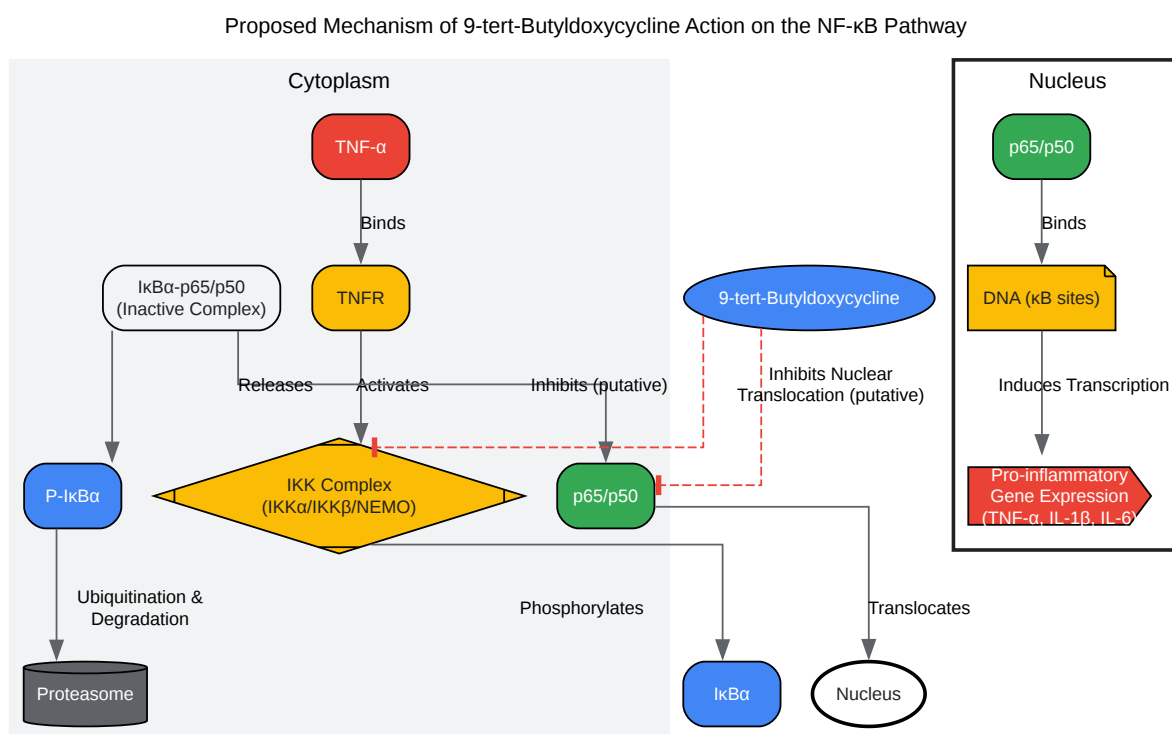 Proposed Mechanism of 9-tert-Butyldoxycycline Action on the NF-κB Pathway
Cytoplasm
Nucleus
TNF-α
p65/p50
Binds
Binds
IκBα-p65/p50
(Inactive Complex)
TNFR
9-tert-Butyldoxycycline
DNA (κB sites)
Releases
Activates
Inhibits (putative)
Inhibits Nuclear
Translocation (putative)
Induces Transcription
P-IκBα
IKK Complex
(IKKα/IKKβ/NEMO)
p65/p50
Pro-inflammatory
Gene Expression
(TNF-α, IL-1β, IL-6)
Ubiquitination &
Degradation
Phosphorylates
Translocates
Proteasome
IκBα
Nucleus